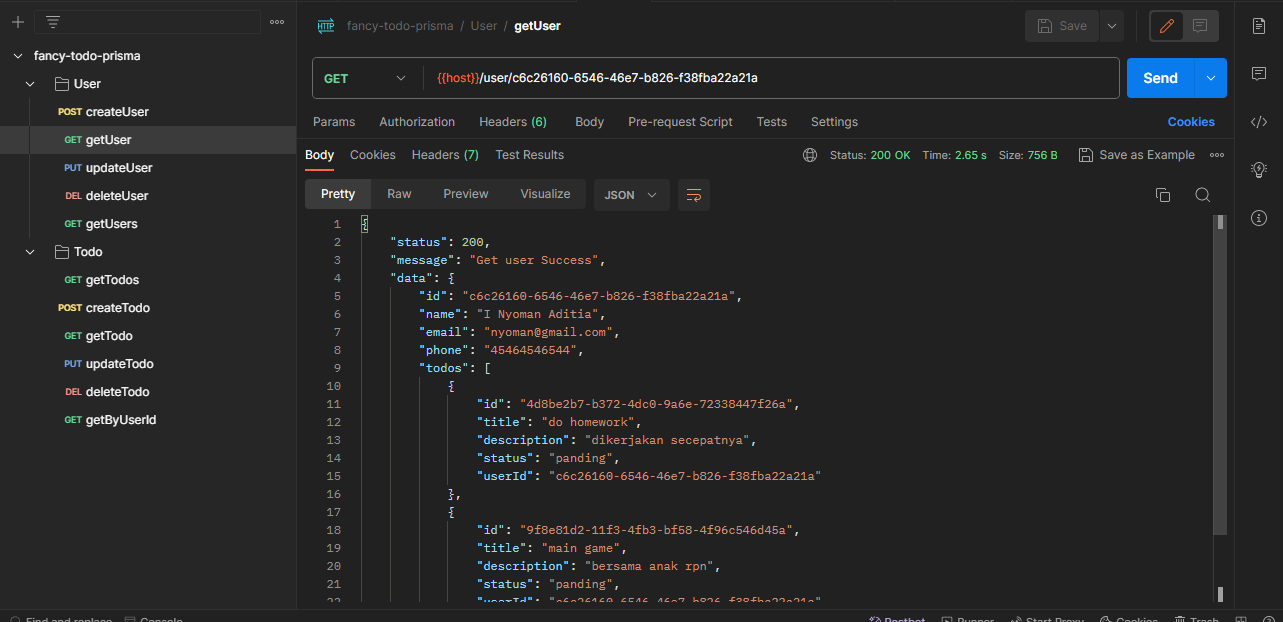 fancy-todo-prisma / User / getUser
Save
fancy-todo-prisma
User
POST createUser
GET getUser
PUT updateUser
DEL deleteUser
GET getUsers
Todo
GET getTodos
POST createTodo
GET getTodo
PUT updateTodo
DEL deleteTodo
GET getByUserId
GET {{host}}/user/c6c26160-6546-46e7-b826-f38fba22a21a
Send
Params Authorization Headers (6) Body Pre-request Script Tests Settings Cookies
Body Cookies Headers (7) Test Results
Status: 200 OK Time: 2.65 s Size: 756 B Save as Example
Pretty Raw Preview Visualize JSON
1 {
2 "status": 200,
3 "message": "Get user Success",
4 "data": {
5 "id": "c6c26160-6546-46e7-b826-f38fba22a21a",
6 "name": "I Nyoman Aditia",
7 "email": "nyoman@gmail.com",
8 "phone": "45464546544",
9 "todos": [
10 {
11 "id": "4d8be2b7-b372-4dc0-9a6e-72338447f26a",
12 "title": "do homework",
13 "description": "dikerjakan secepatnya",
14 "status": "panding",
15 "userId": "c6c26160-6546-46e7-b826-f38fba22a21a"
16 },
17 {
18 "id": "9f8e81d2-11f3-4fb3-bf58-4f96c546d45a",
19 "title": "main game",
20 "description": "bersama anak rpn",
21 "status": "panding",
22 "userId": "c6c26160-6546-46e7-b826-f38fba22a21a"
Find and replace Console Postbot Runner Start Proxy Cookies Trash